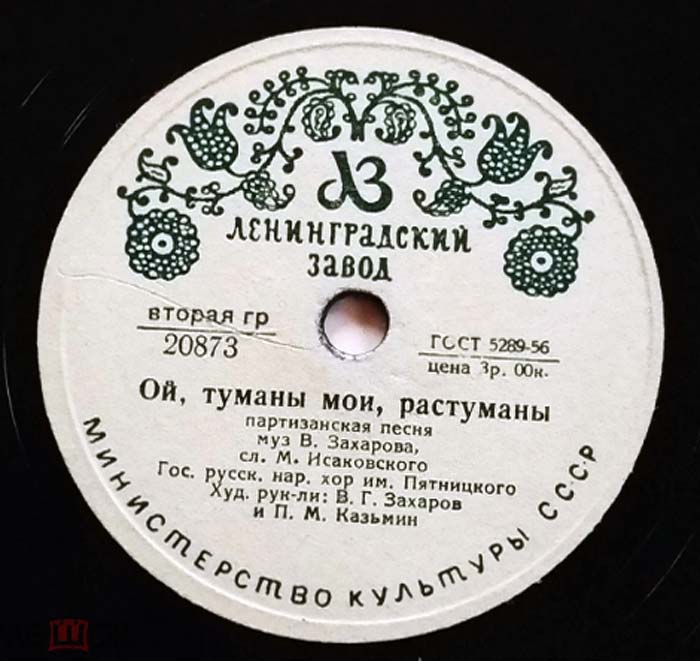 ЛЗ
ЛЕНИНГРАДСКИЙ
ЗАВОД
вторая гр
20873
ГОСТ 5289-56
цена 3р. 00к.
Ой, туманы мои, растуманы
партизанская песня
муз В. Захарова,
сл. М. Исаковского
Гос. русск. нар. хор им. Пятницкого
Худ. рук-ли: В. Г. Захаров
и П. М. Казьмин
МИНИСТЕРСТВО КУЛЬТУРЫ СССР